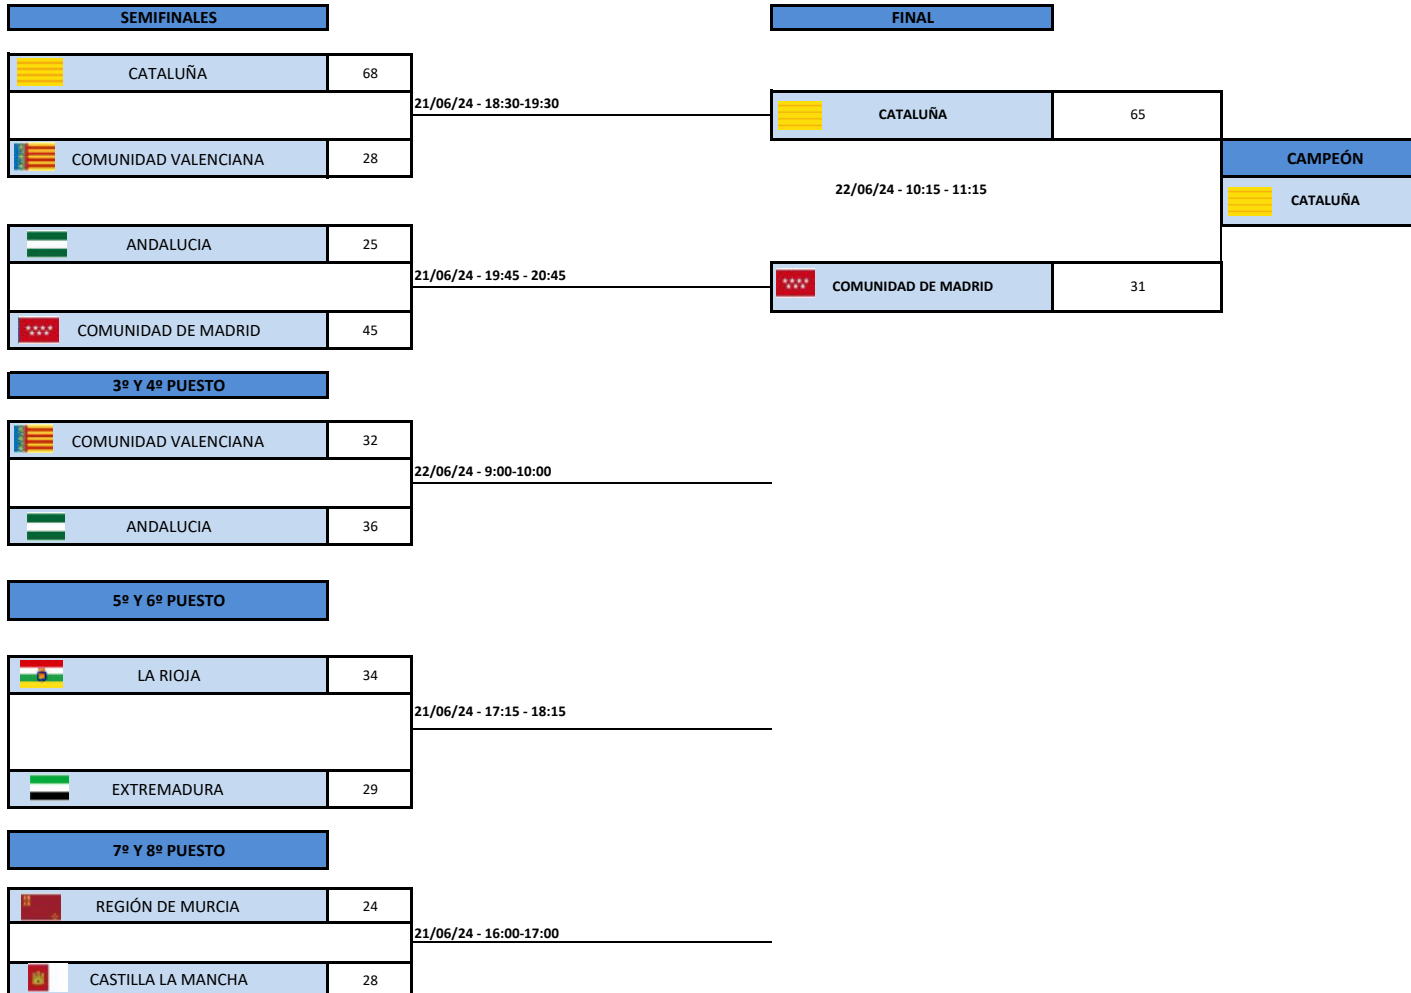 SEMIFINALES
FINAL
CATALUÑA 68
21/06/24 - 18:30-19:30
CATALUÑA 65
COMUNIDAD VALENCIANA 28
CAMPEÓN
22/06/24 - 10:15 - 11:15
CATALUÑA
ANDALUCIA 25
21/06/24 - 19:45 - 20:45
COMUNIDAD DE MADRID 31
COMUNIDAD DE MADRID 45
3º Y 4º PUESTO
COMUNIDAD VALENCIANA 32
22/06/24 - 9:00-10:00
ANDALUCIA 36
5º Y 6º PUESTO
LA RIOJA 34
21/06/24 - 17:15 - 18:15
EXTREMADURA 29
7º Y 8º PUESTO
REGIÓN DE MURCIA 24
21/06/24 - 16:00-17:00
CASTILLA LA MANCHA 28